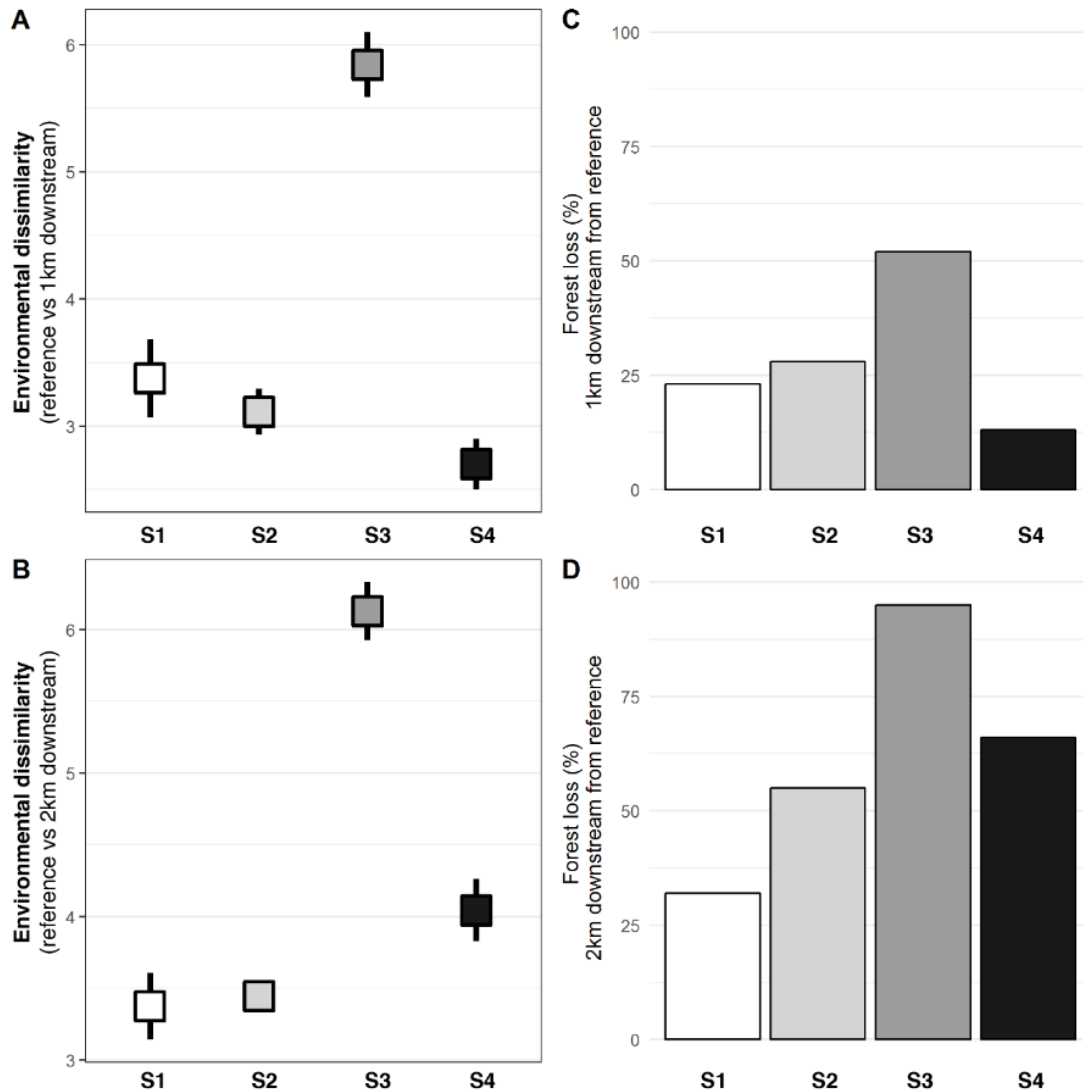 A
Environmental dissimilarity
(reference vs 1km downstream)
6
5
4
3
S1 S2 S3 S4
C
Forest loss (%)
1km downstream from reference
100
75
50
25
0
S1 S2 S3 S4
B
Environmental dissimilarity
(reference vs 2km downstream)
6
5
4
3
S1 S2 S3 S4
D
Forest loss (%)
2km downstream from reference
100
75
50
25
0
S1 S2 S3 S4